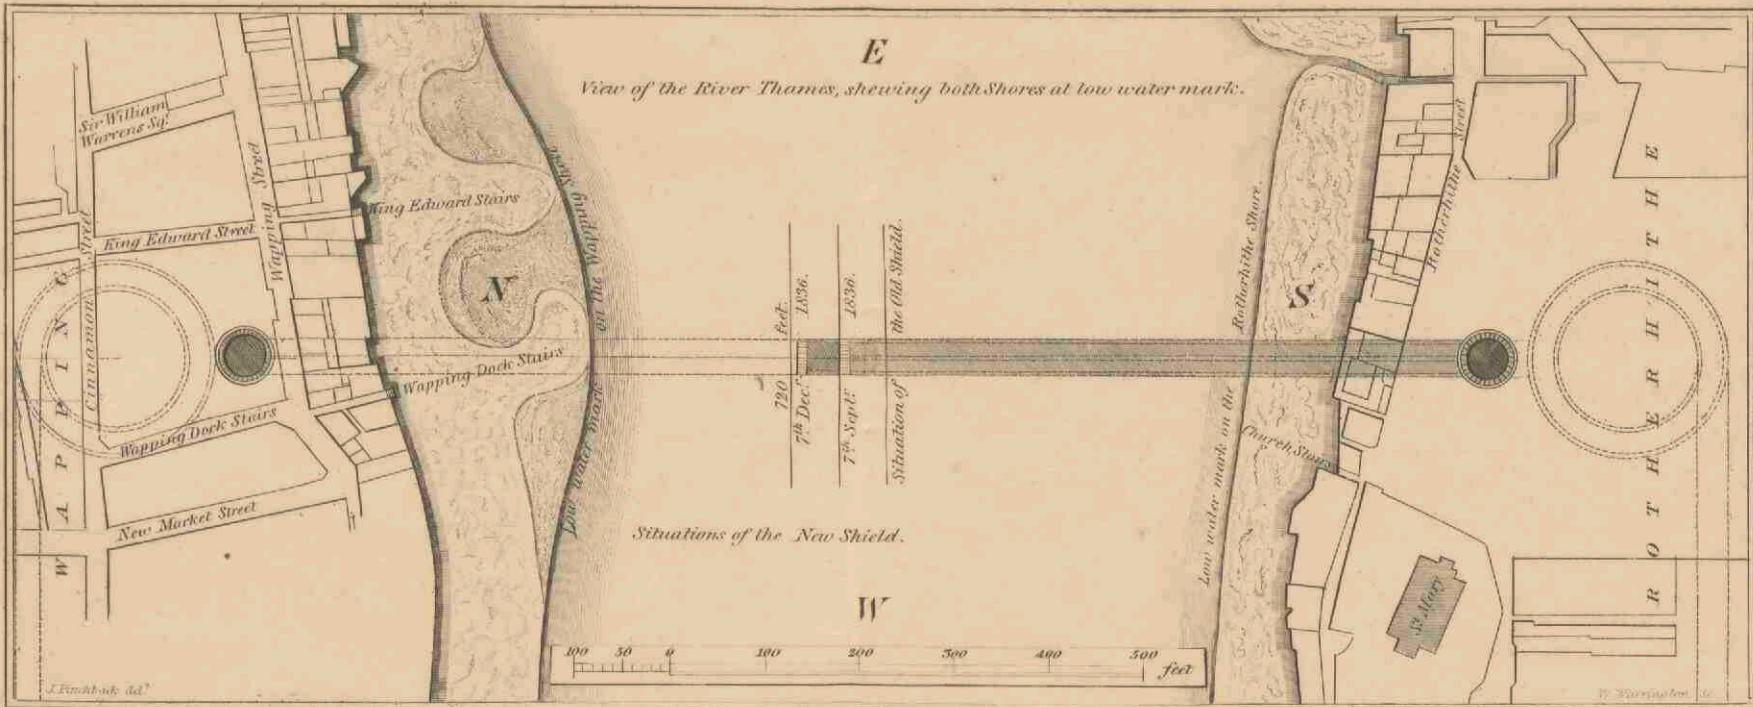 E
View of the River Thames, shewing both Shores at low water mark.
Sir William
Warrens Sqr.
Wapping Street
King Edward Stairs
King Edward Street
Cinnamon Street
WAPPING
N
Wapping Dock Stairs
Wapping Dock Stairs
New Market Street
Low water mark on the Wapping Shore
720 feet.
7th Decr. 1836.
7th Septr. 1836.
Situation of the Old Shield.
Situations of the New Shield.
Low water mark on the Rotherhithe Shore.
S
Rotherhithe Street
Church Stairs
St. Mary
ROTHERHITHE
W
100 50 0 100 200 300 400 500
feet
J. Pinchback delt.
W. Warrington sc.